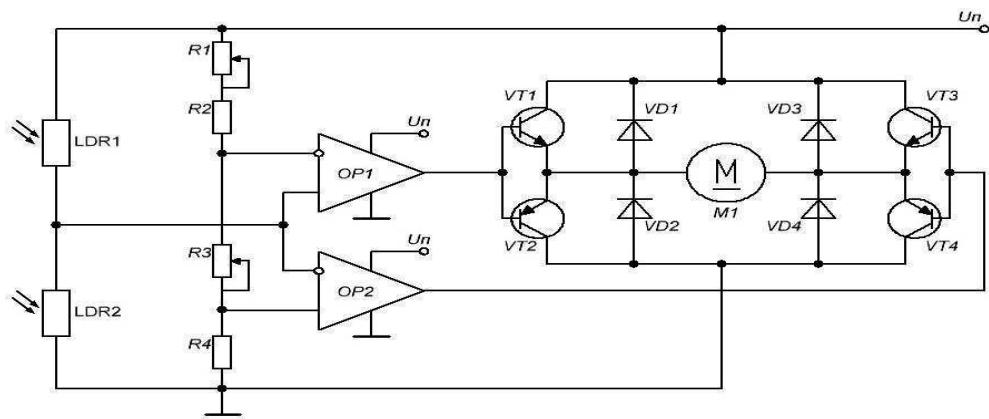 Un
R1
VT1
VD1
VD3
VT3
R2
Un
LDR1
OP1
M
M1
Un
R3
VT2
VD2
VD4
VT4
OP2
LDR2
R4